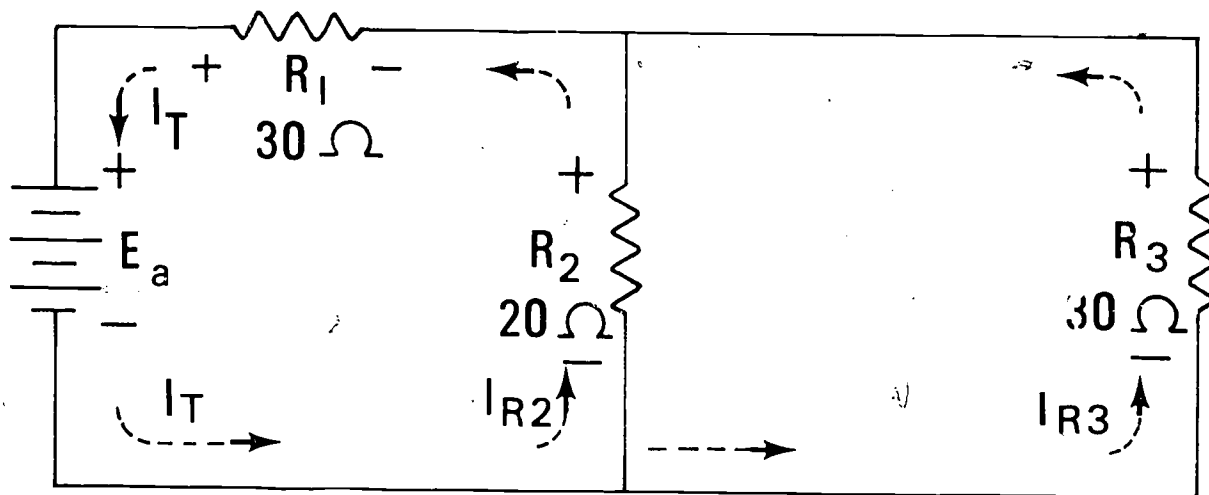 + R1 −
30 Ω
IT
+
Ea
−
IT
+
R2
20 Ω
−
IR2
+
R3
30 Ω
−
IR3